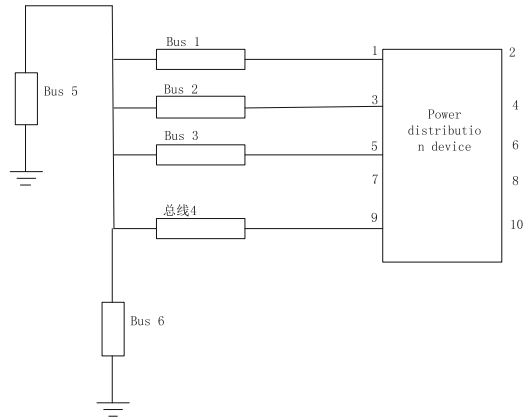 Bus 1
1
2
Bus 5
Bus 2
3
4
Power
distributio
n device
Bus 3
5
6
7
8
总线4
9
10
Bus 6